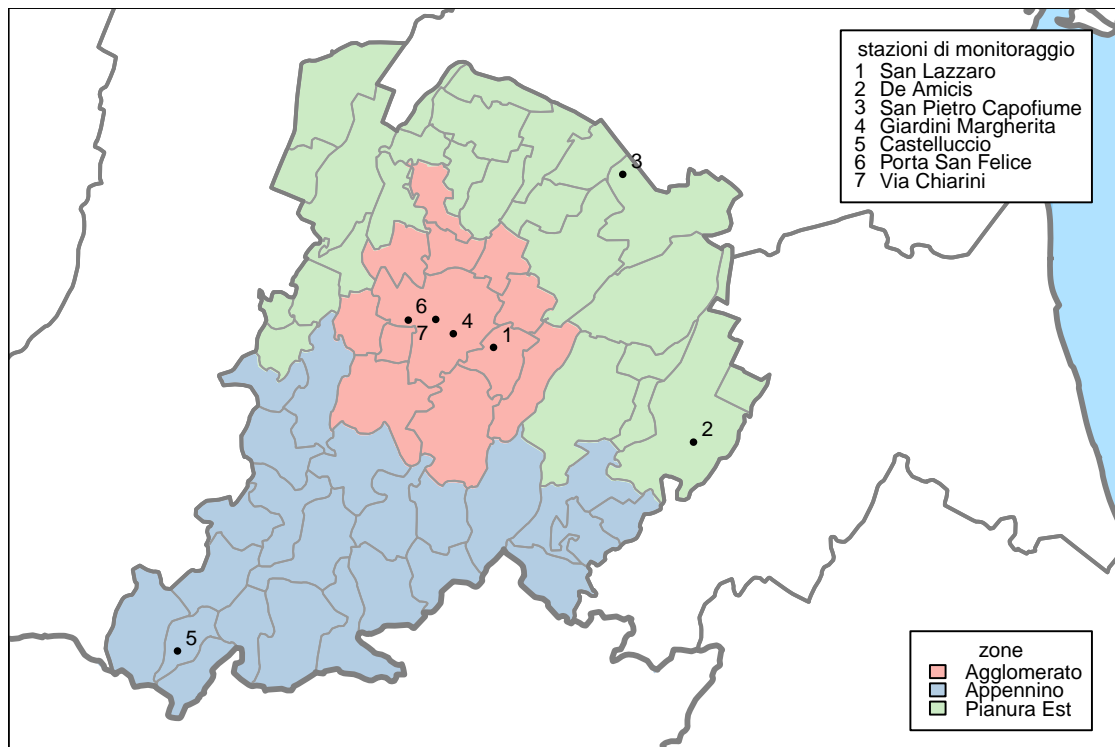 stazioni di monitoraggio
1 San Lazzaro
2 De Amicis
3 San Pietro Capofiume
4 Giardini Margherita
5 Castelluccio
6 Porta San Felice
7 Via Chiarini
3
6
7
4
1
2
5
zone
Agglomerato
Appennino
Pianura Est